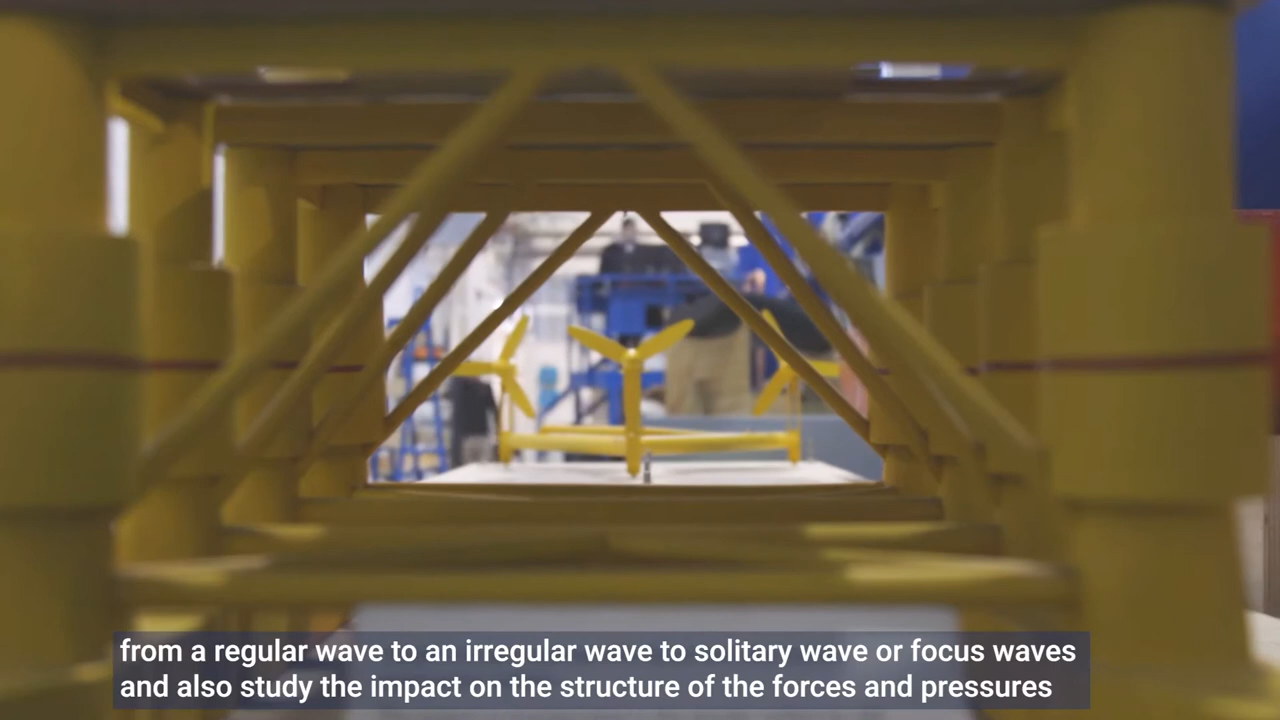 from a regular wave to an irregular wave to solitary wave or focus waves
and also study the impact on the structure of the forces and pressures